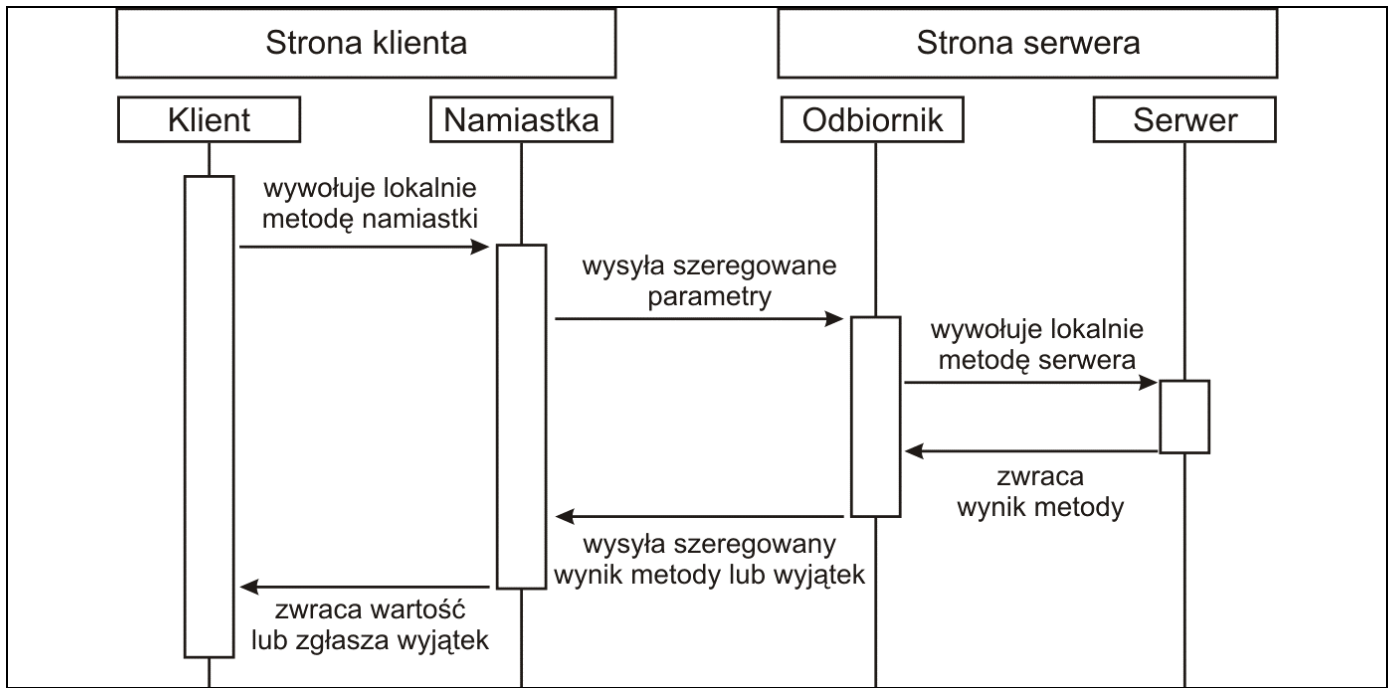 Strona klienta
Strona serwera
Klient
Namiastka
Odbiornik
Serwer
wywołuje lokalnie
metodę namiastki
wysyła szeregowane
parametry
wywołuje lokalnie
metodę serwera
zwraca
wynik metody
wysyła szeregowany
wynik metody lub wyjątek
zwraca wartość
lub zgłasza wyjątek